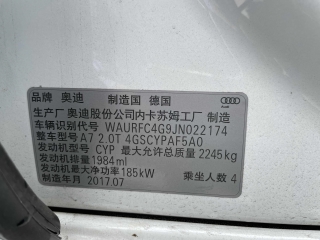 品牌 奥迪 制造国 德国
生产厂 奥迪股份公司内卡苏姆工厂 制造
车辆识别代号 WAURFC4G9JN022174
整车型号 A7 2.0T 4GSCYPAF5A0
发动机型号 CYP 最大允许总质量 2245kg
发动机排量 1984ml
发动机最大净功率 185kW 乘坐人数 4
制造年月 2017.07